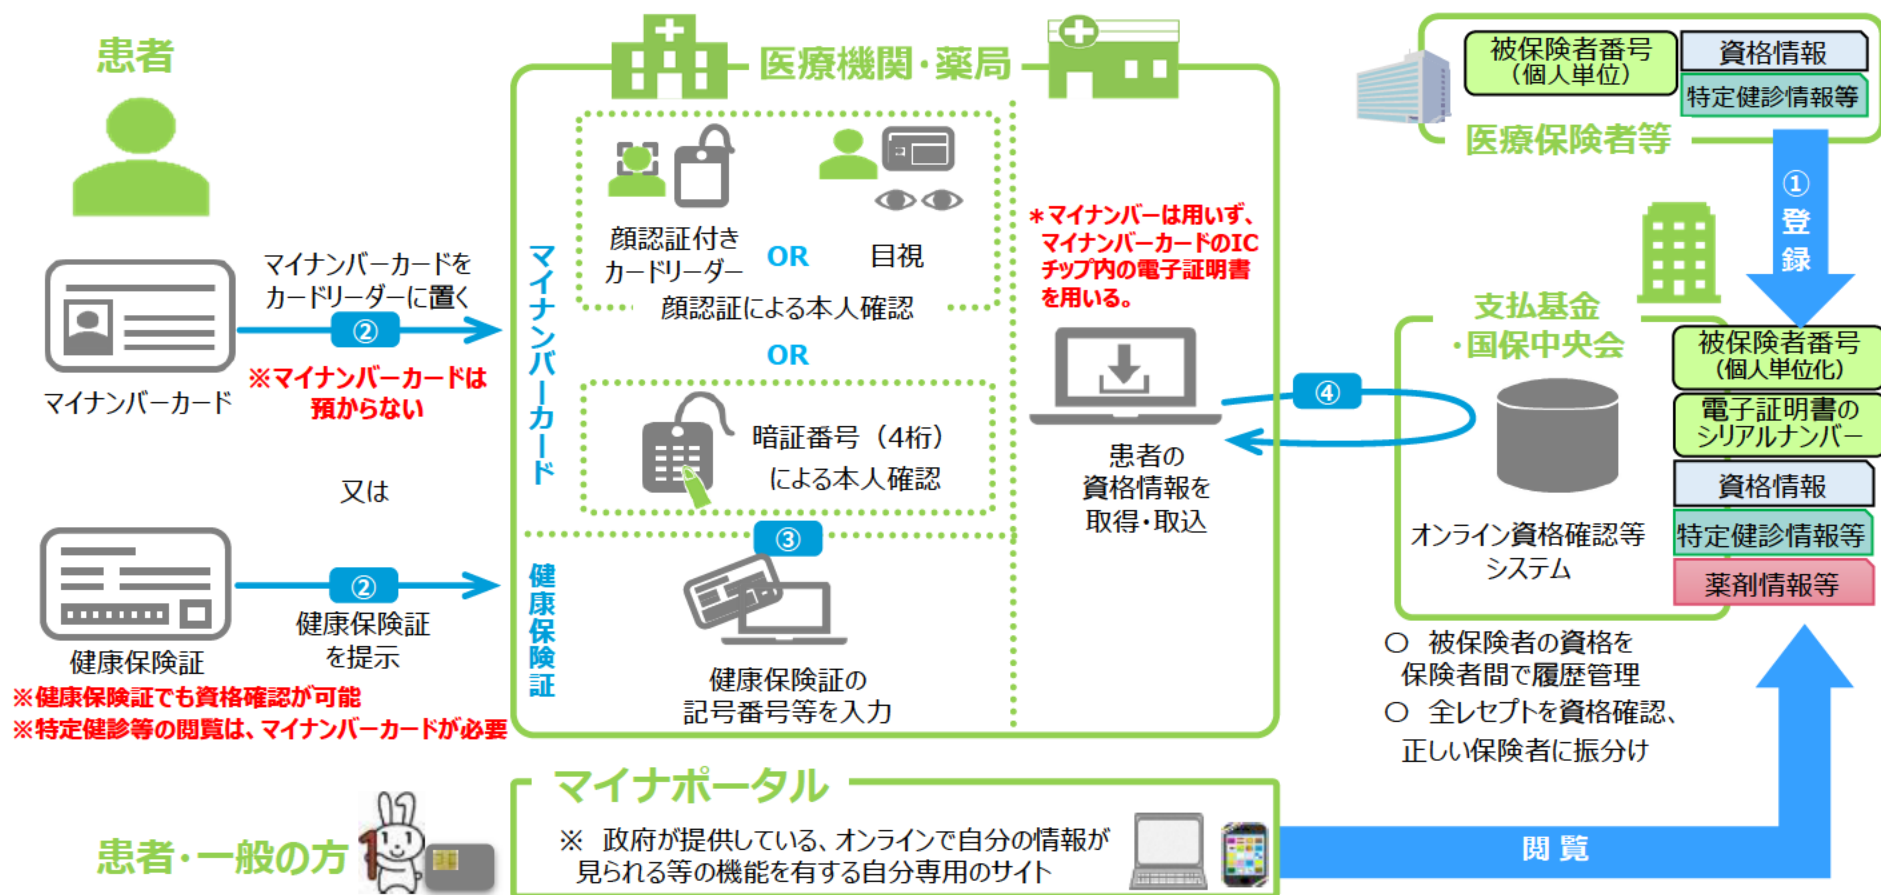 患者
マイナンバーカードを
カードリーダーに置く
②
※マイナンバーカードは
預からない
マイナンバーカード
又は
②
健康保険証
を提示
健康保険証
※健康保険証でも資格確認が可能
※特定健診等の閲覧は、マイナンバーカードが必要
医療機関・薬局
マイナンバーカード
顔認証付き
カードリーダー
OR
目視
顔認証による本人確認
OR
暗証番号（4桁）
による本人確認
③
健康保険証
健康保険証の
記号番号等を入力
＊マイナンバーは用いず、
マイナンバーカードのIC
チップ内の電子証明書
を用いる。
患者の
資格情報を
取得・取込
④
被保険者番号
（個人単位）
資格情報
特定健診情報等
医療保険者等
①
登
録
支払基金
・国保中央会
被保険者番号
（個人単位化）
電子証明書の
シリアルナンバー
資格情報
特定健診情報等
薬剤情報等
オンライン資格確認等
システム
○ 被保険者の資格を
保険者間で履歴管理
○ 全レセプトを資格確認、
正しい保険者に振分け
患者・一般の方
1
マイナポータル
※ 政府が提供している、オンラインで自分の情報が
見られる等の機能を有する自分専用のサイト
閲覧